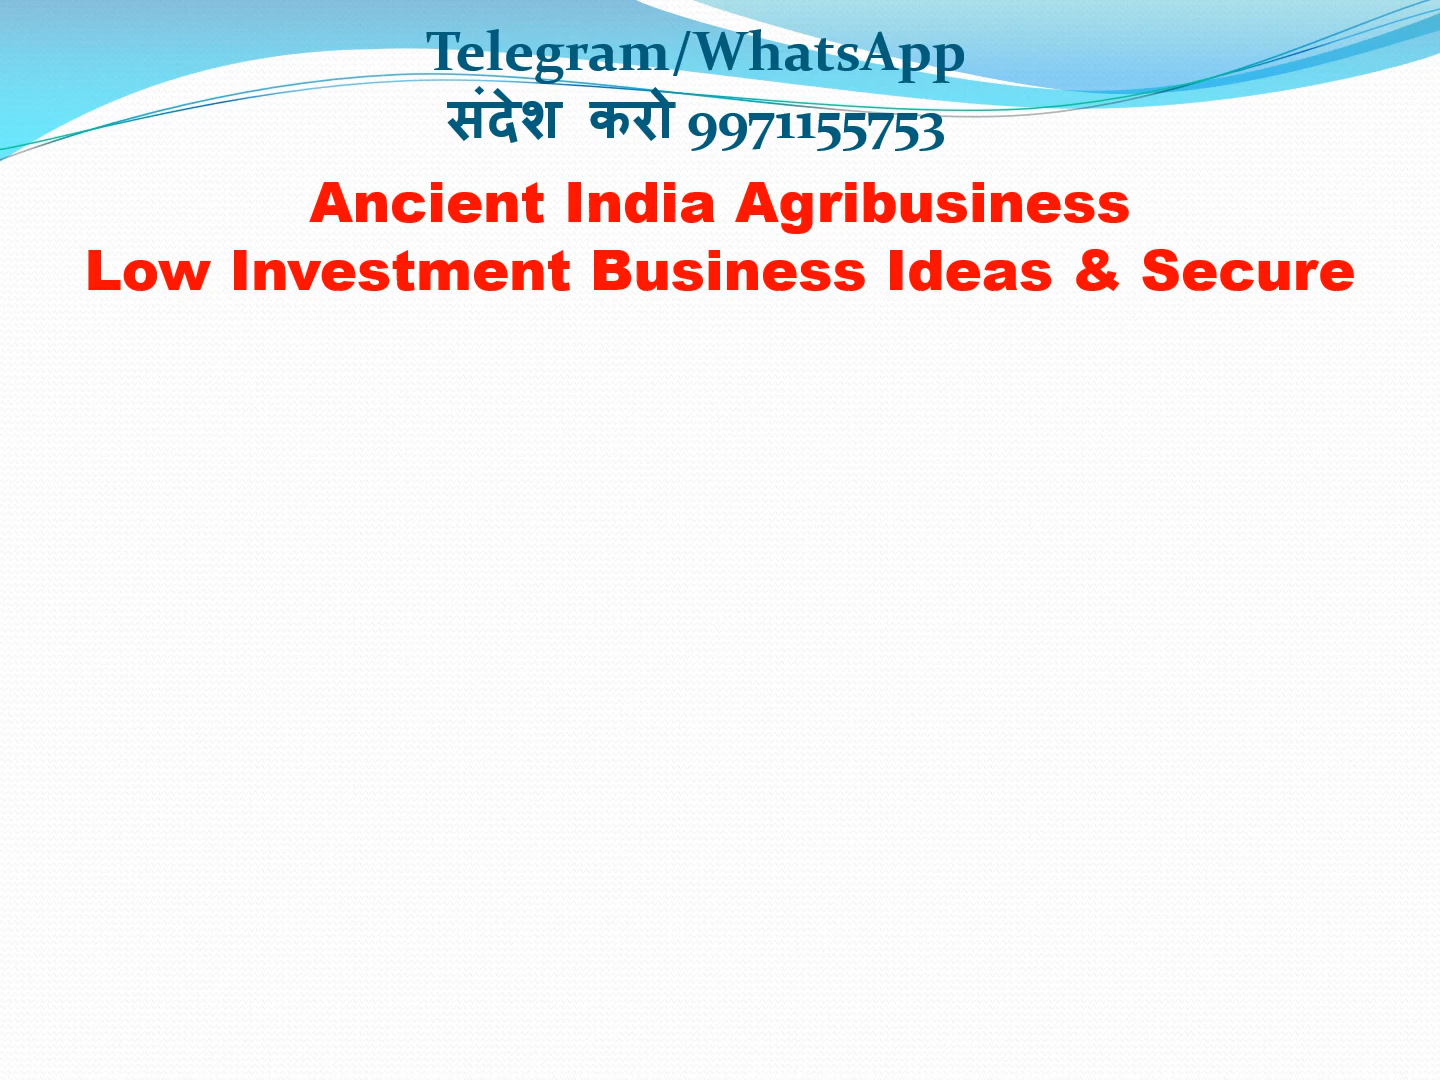 Telegram/WhatsApp
संदेश करो 9971155753
Ancient India Agribusiness
Low Investment Business Ideas & Secure